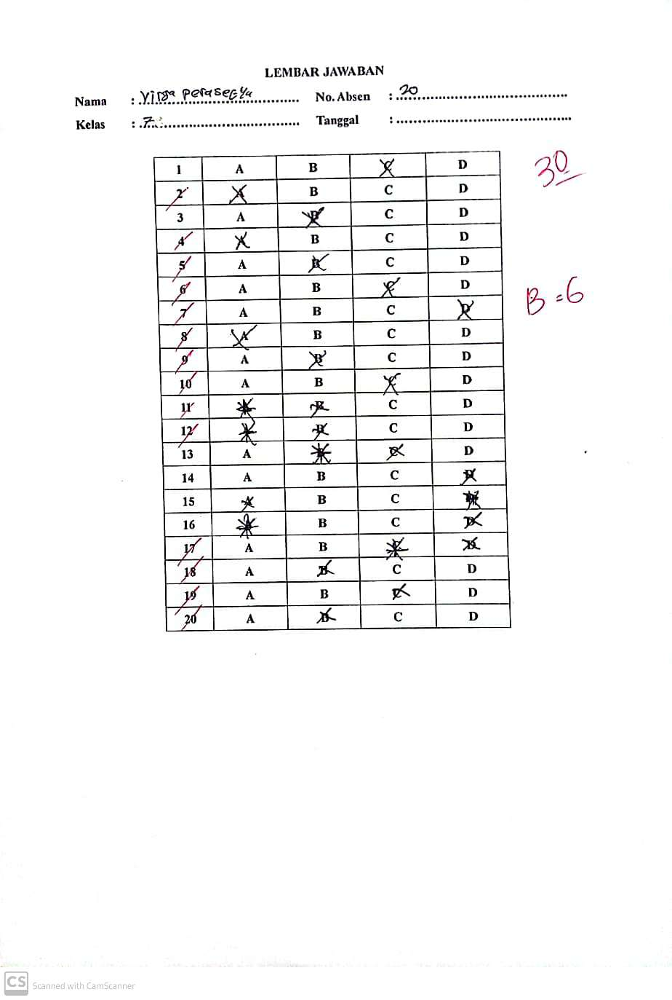 LEMBAR JAWABAN
Nama : Virga Perasetya No. Absen : 20
Kelas : 7 Tanggal :
1 A B C D
30
2 A B C D
3 A B C D
4 A B C D
5 A B C D
6 A B C D
B = 6
7 A B C D
8 A B C D
9 A B C D
10 A B C D
11 A B C D
12 A B C D
13 A B C D
14 A B C D
15 A B C D
16 A B C D
17 A B C D
18 A B C D
19 A B C D
20 A B C D
CS Scanned with CamScanner